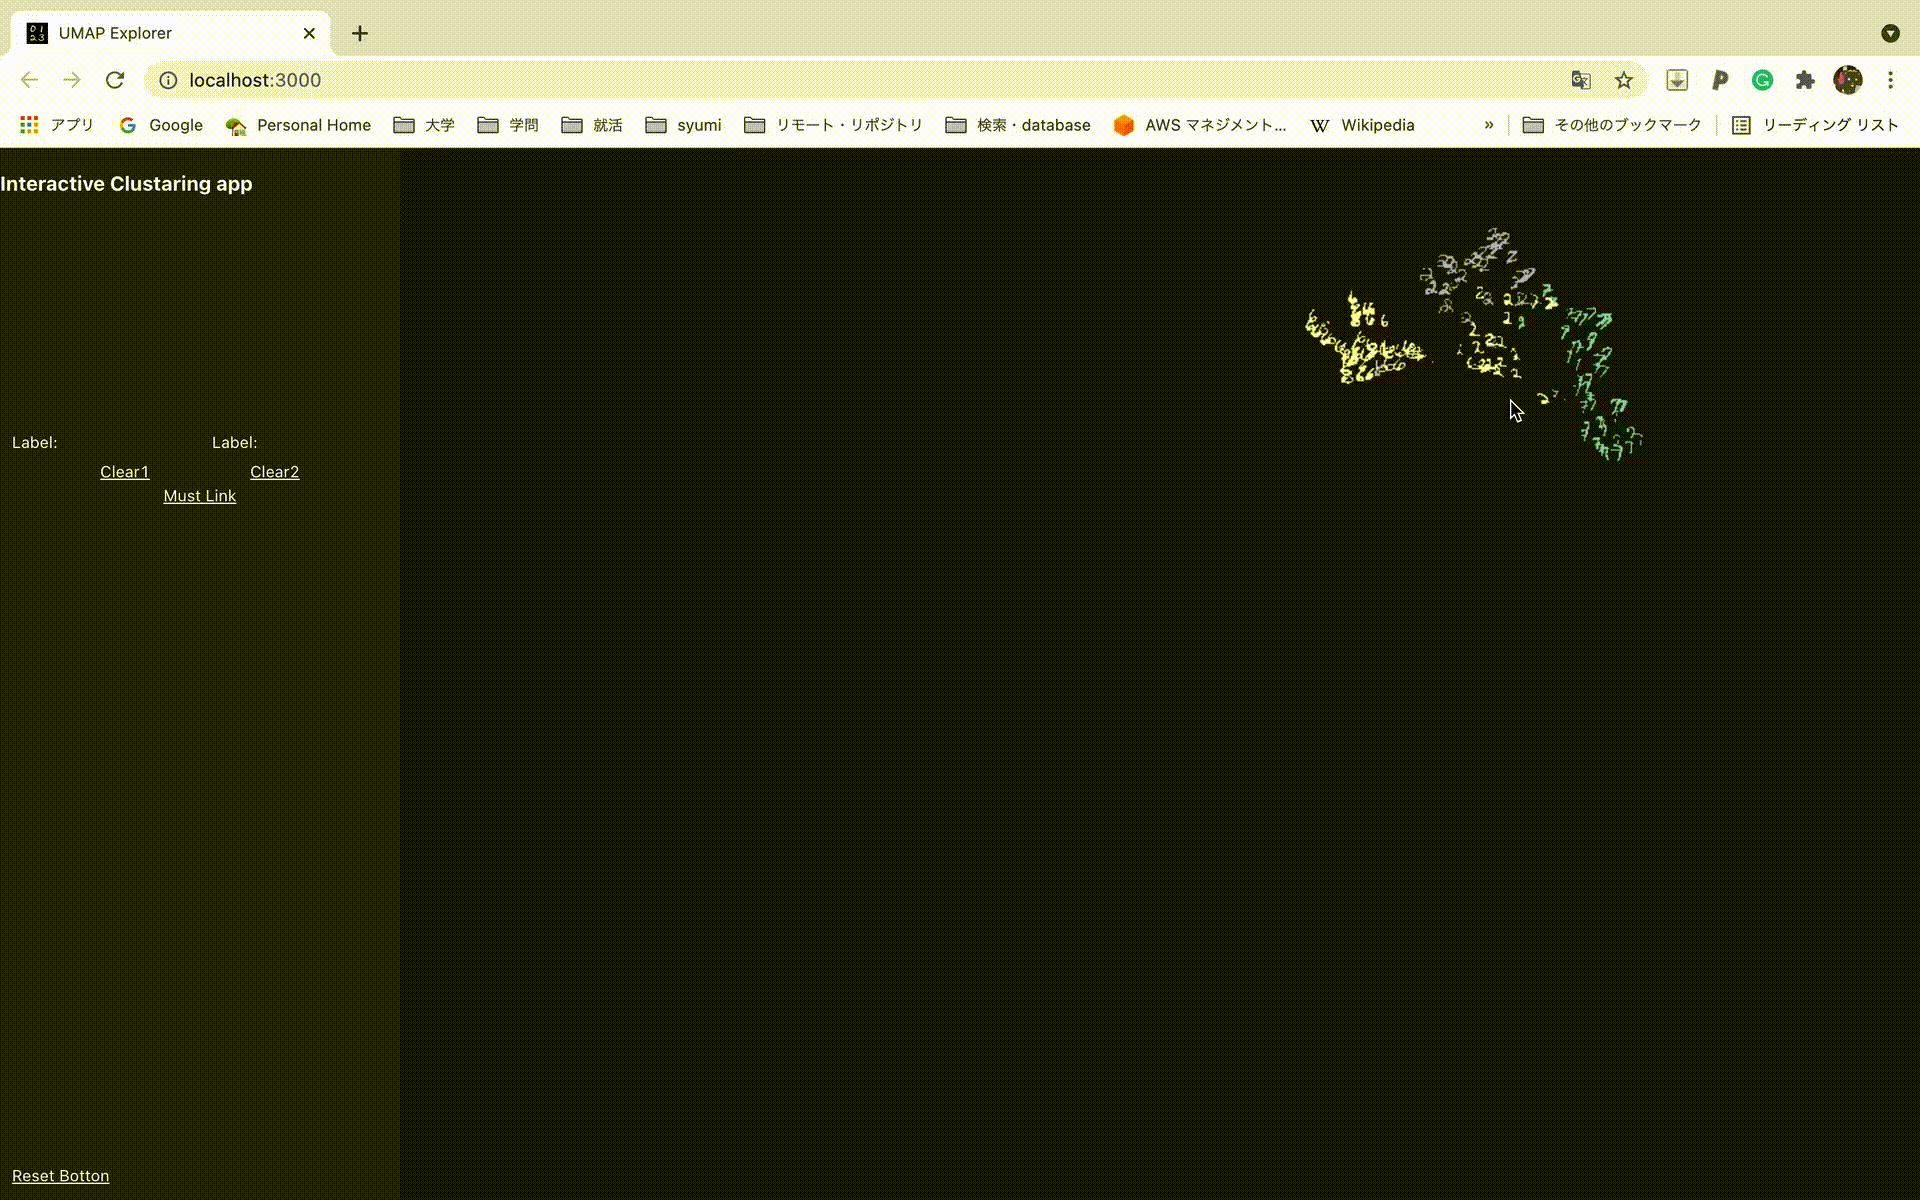 UMAP Explorer
localhost:3000
アプリ Google Personal Home 大学 学問 就活 syumi リモート・リポジトリ 検索・database AWS マネジメント... Wikipedia » その他のブックマーク リーディング リスト
Interactive Clustaring app
Label: Label:
Clear1 Clear2
Must Link
Reset Botton